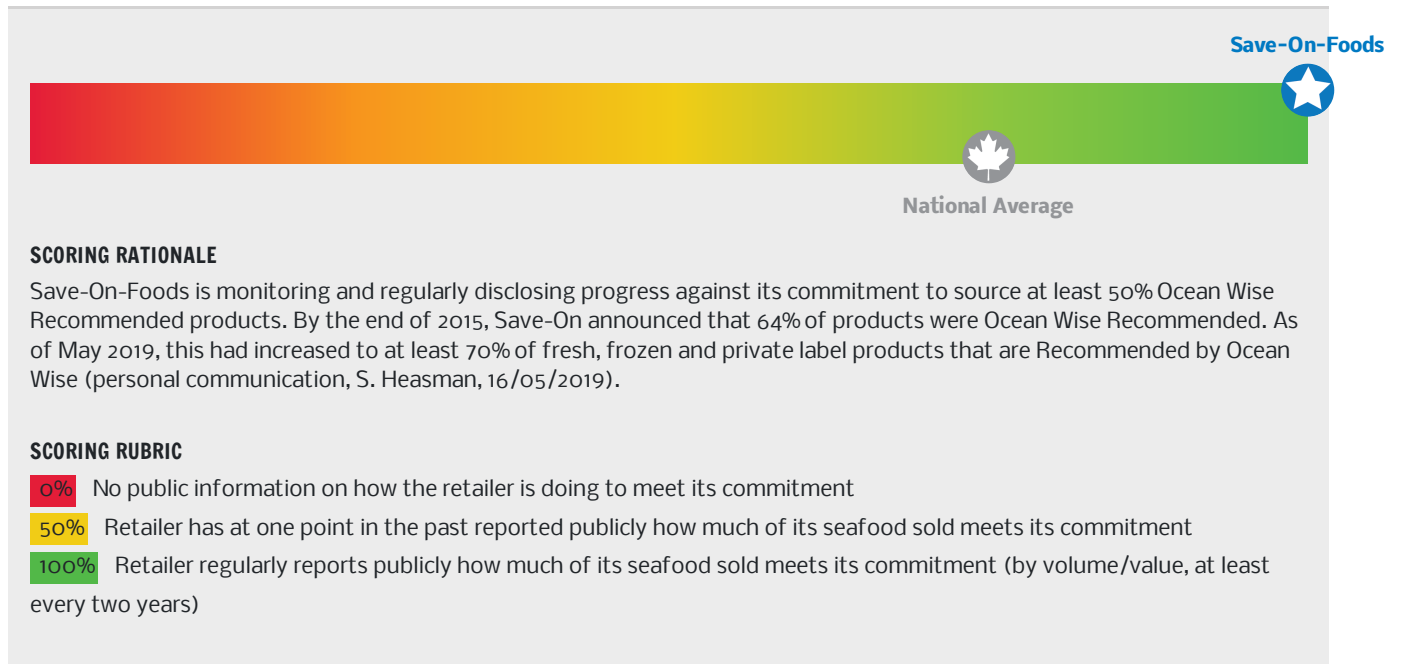 Save-On-Foods
National Average
SCORING RATIONALE
Save-On-Foods is monitoring and regularly disclosing progress against its commitment to source at least 50% Ocean Wise
Recommended products. By the end of 2015, Save-On announced that 64% of products were Ocean Wise Recommended. As
of May 2019, this had increased to at least 70% of fresh, frozen and private label products that are Recommended by Ocean
Wise (personal communication, S. Heasman, 16/05/2019).
SCORING RUBRIC
0% No public information on how the retailer is doing to meet its commitment
50% Retailer has at one point in the past reported publicly how much of its seafood sold meets its commitment
100% Retailer regularly reports publicly how much of its seafood sold meets its commitment (by volume/value, at least
every two years)